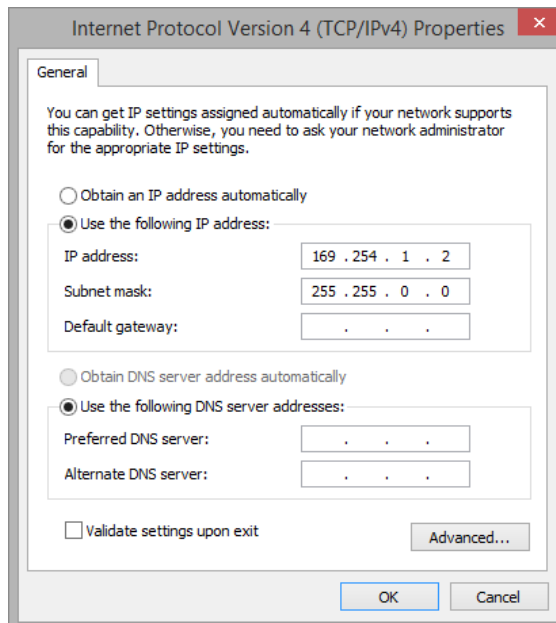 Internet Protocol Version 4 (TCP/IPv4) Properties
General
You can get IP settings assigned automatically if your network supports
this capability. Otherwise, you need to ask your network administrator
for the appropriate IP settings.
Obtain an IP address automatically
Use the following IP address:
IP address: 169 . 254 . 1 . 2
Subnet mask: 255 . 255 . 0 . 0
Default gateway: . . .
Obtain DNS server address automatically
Use the following DNS server addresses:
Preferred DNS server: . . .
Alternate DNS server: . . .
Validate settings upon exit
Advanced...
OK Cancel